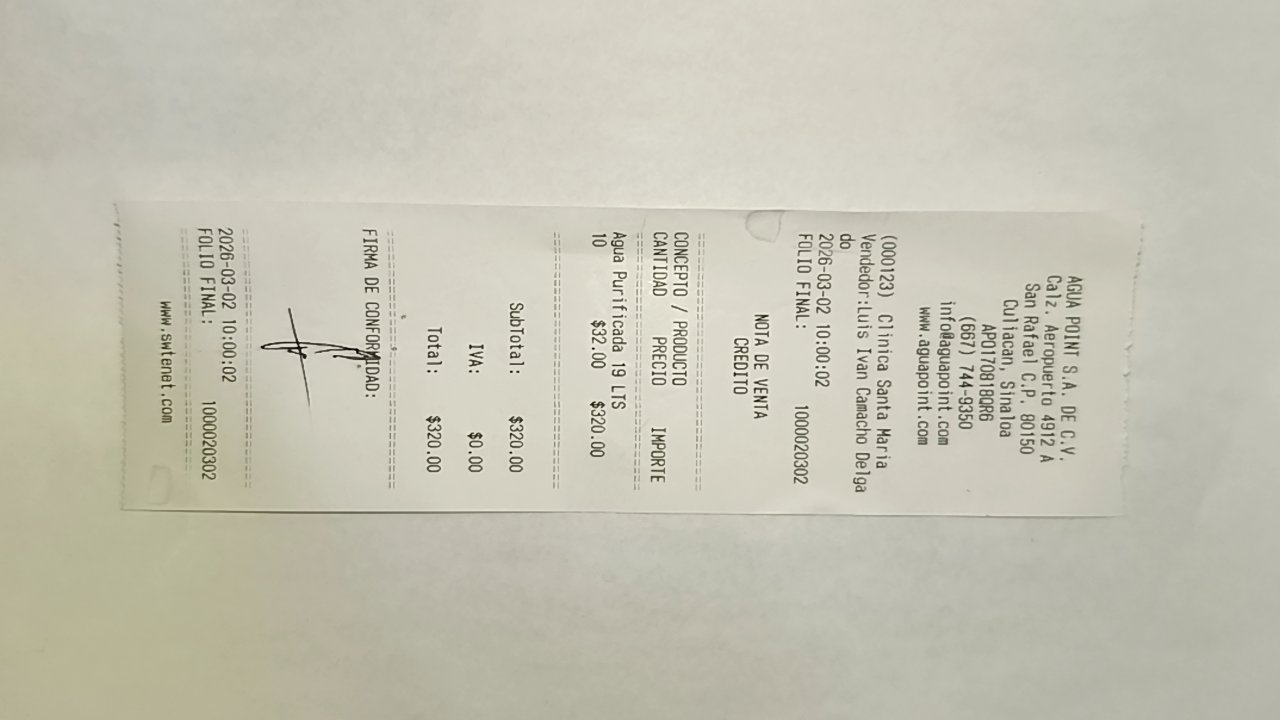 AGUA POINT S.A. DE C.V.
Calz. Aeropuerto 4912 A
San Rafael C.P. 80150
Culiacan, Sinaloa
APO170818QR6
(667) 744-9350
info@aguapoint.com
www.aguapoint.com
(000123) Clinica Santa Maria
Vendedor:Luis Ivan Camacho Delga
do
2026-03-02 10:00:02
FOLIO FINAL: 1000020302
NOTA DE VENTA
CREDITO
CONCEPTO / PRODUCTO
CANTIDAD PRECIO IMPORTE
Agua Purificada 19 LTS
10 $32.00 $320.00
SubTotal: $320.00
IVA: $0.00
Total: $320.00
FIRMA DE CONFORMIDAD:
2026-03-02 10:00:02
FOLIO FINAL: 1000020302
www.swtenet.com